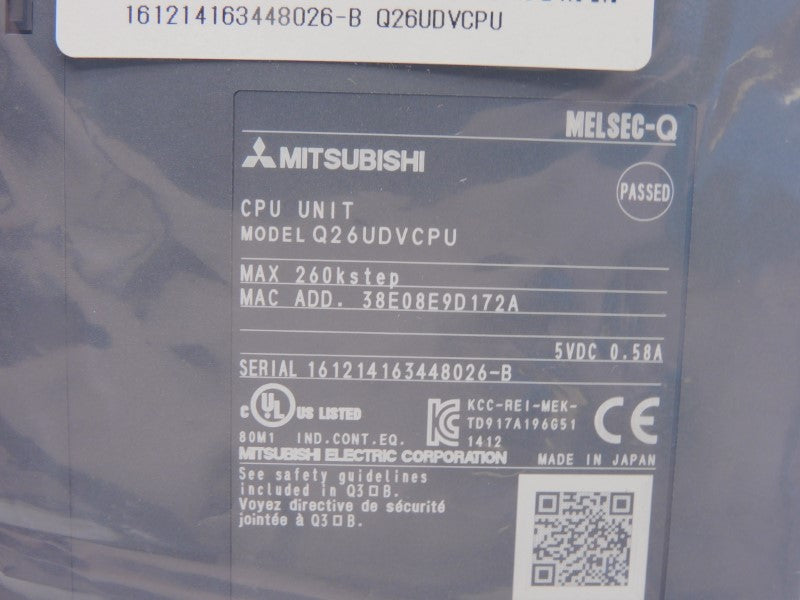 161214163448026-B Q26UDVCPU
MELSEC-Q
MITSUBISHI
PASSED
CPU UNIT
MODEL Q26UDVCPU
MAX 260kstep
MAC ADD. 38E08E9D172A
5VDC 0.58A
SERIAL 161214163448026-B
C UL US LISTED
KCC-REI-MEK-
TD917A196G51
1412
CE
80M1 IND.CONT.EQ.
MITSUBISHI ELECTRIC CORPORATION MADE IN JAPAN
See safety guidelines
included in Q3□B.
Voyez directive de sécurité
jointée à Q3□B.